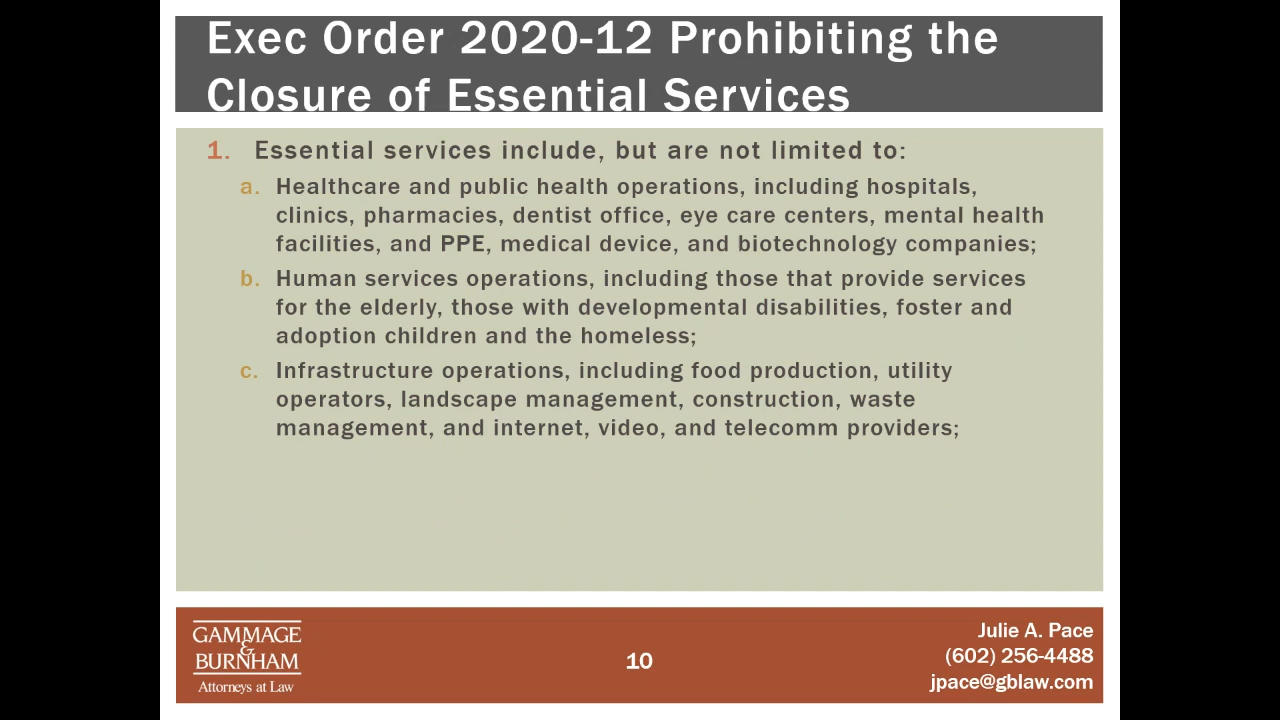 Exec Order 2020-12 Prohibiting the
Closure of Essential Services
1. Essential services include, but are not limited to:
a. Healthcare and public health operations, including hospitals,
clinics, pharmacies, dentist office, eye care centers, mental health
facilities, and PPE, medical device, and biotechnology companies;
b. Human services operations, including those that provide services
for the elderly, those with developmental disabilities, foster and
adoption children and the homeless;
c. Infrastructure operations, including food production, utility
operators, landscape management, construction, waste
management, and internet, video, and telecomm providers;
GAMMAGE
&
BURNHAM
Attorneys at Law
10
Julie A. Pace
(602) 256-4488
jpace@gblaw.com